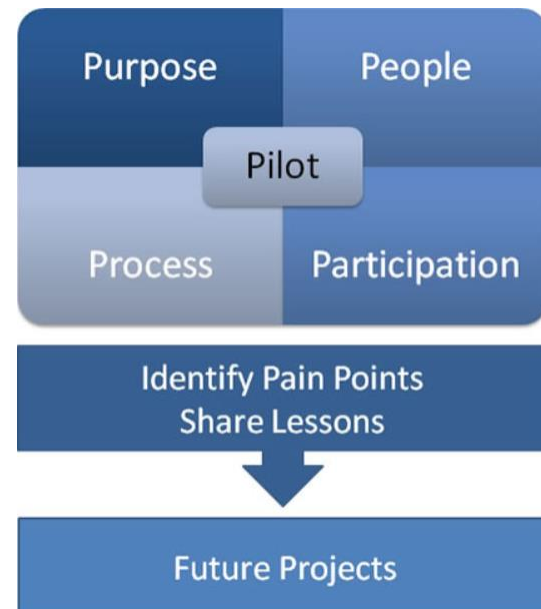 Purpose
People
Pilot
Process
Participation
Identify Pain Points
Share Lessons
Future Projects